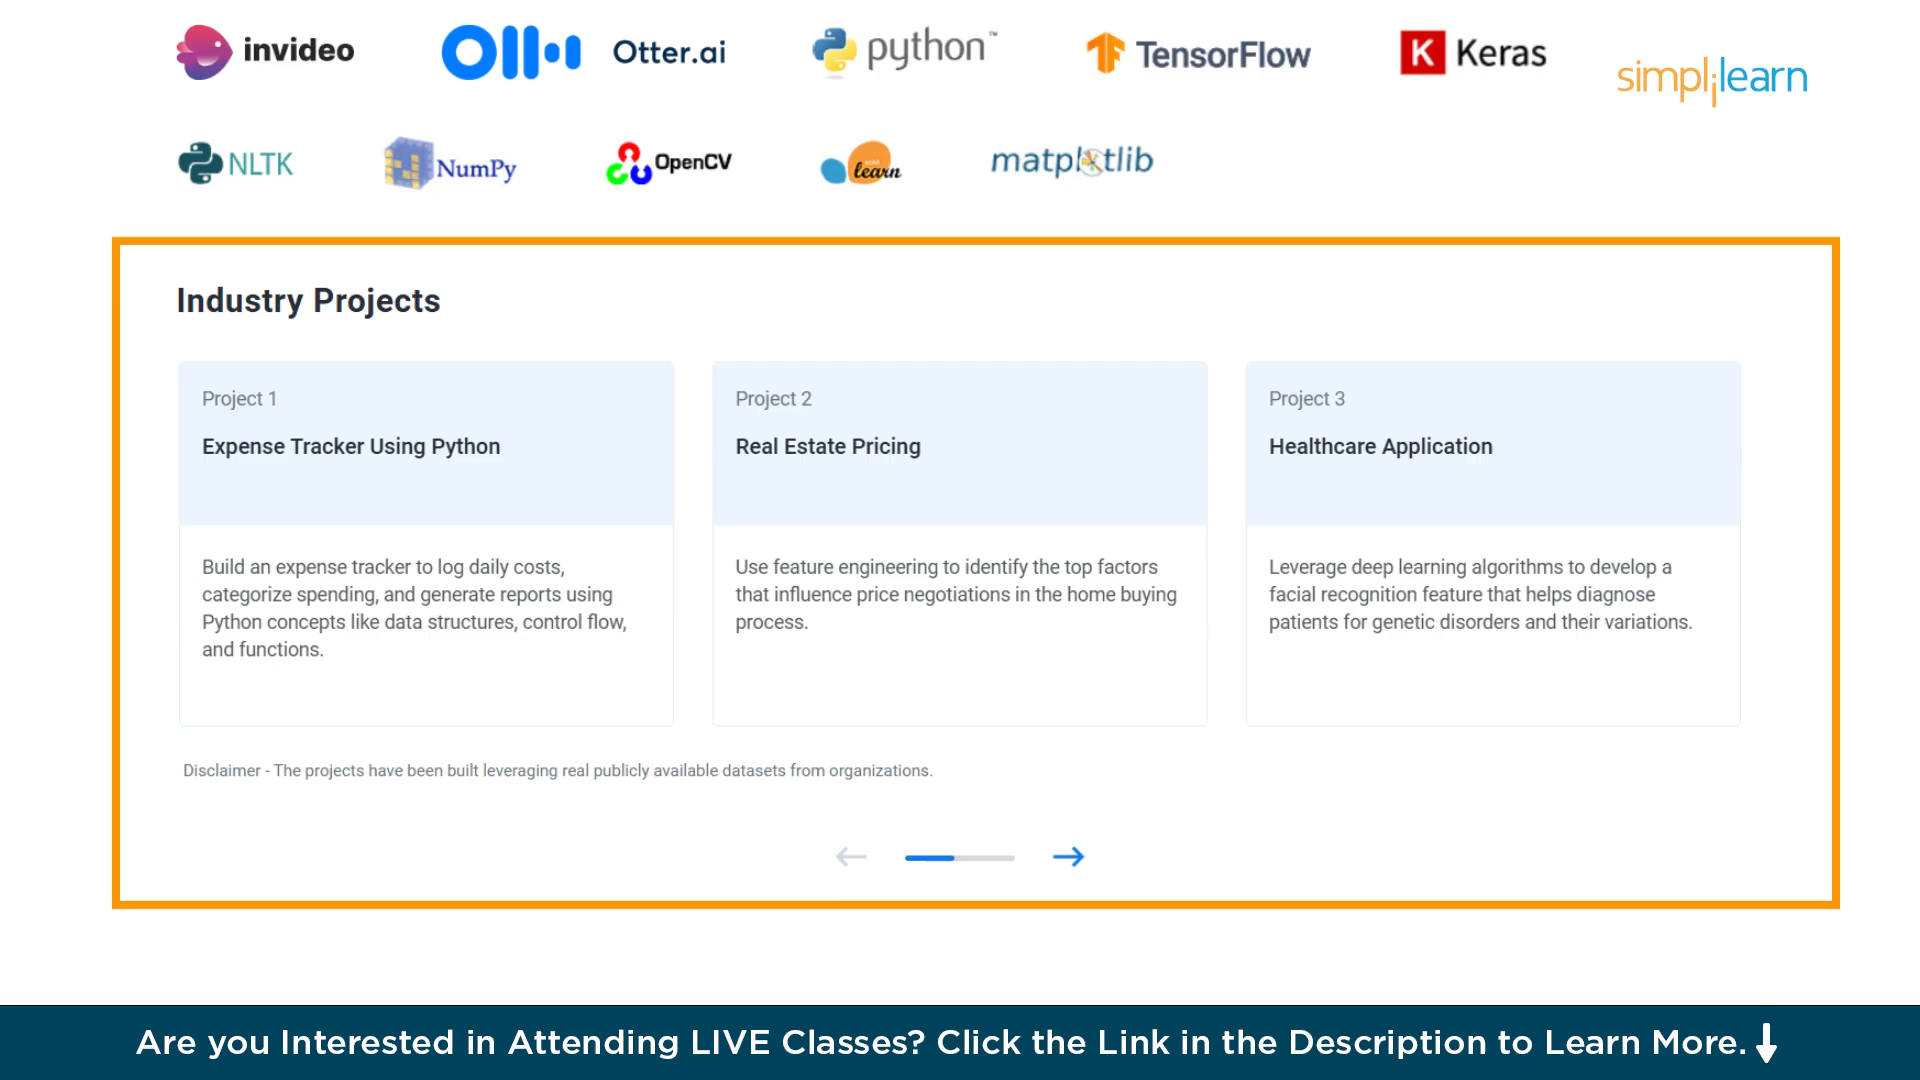 invideo
Otter.ai
python™
TensorFlow
K Keras
simplilearn
NLTK
NumPy
OpenCV
learn
matplotlib
Industry Projects
Project 1
Expense Tracker Using Python
Build an expense tracker to log daily costs,
categorize spending, and generate reports using
Python concepts like data structures, control flow,
and functions.
Project 2
Real Estate Pricing
Use feature engineering to identify the top factors
that influence price negotiations in the home buying
process.
Project 3
Healthcare Application
Leverage deep learning algorithms to develop a
facial recognition feature that helps diagnose
patients for genetic disorders and their variations.
Disclaimer - The projects have been built leveraging real publicly available datasets from organizations.
Are you Interested in Attending LIVE Classes? Click the Link in the Description to Learn More.